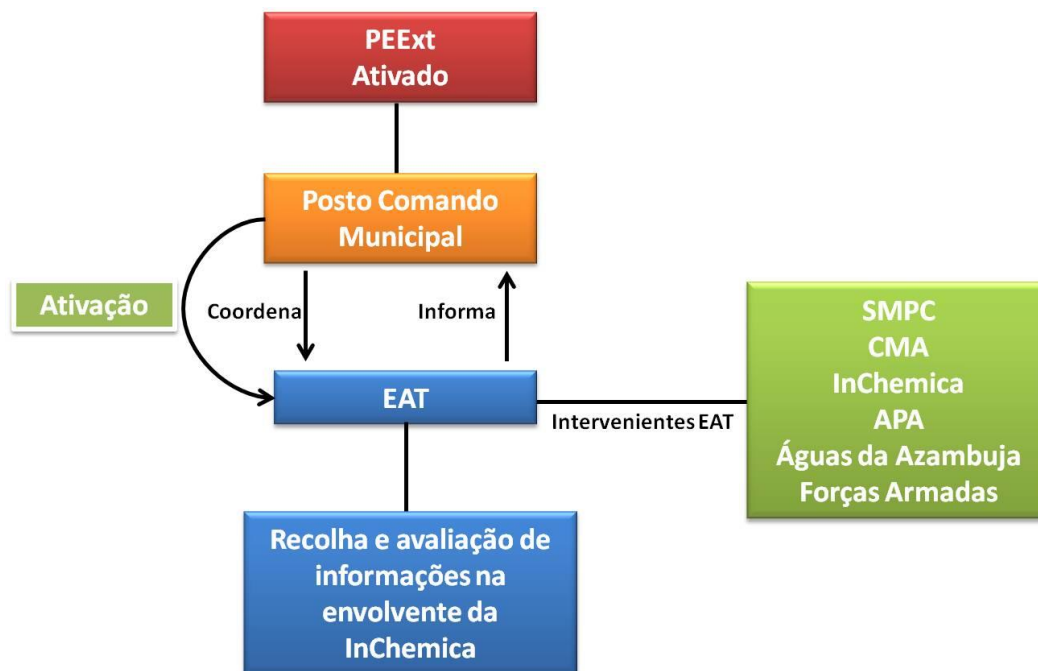 PEExt
Ativado
Posto Comando
Municipal
Ativação
Coordena
Informa
EAT
Intervenientes EAT
SMPC
CMA
InChemica
APA
Águas da Azambuja
Forças Armadas
Recolha e avaliação de
informações na
envolvente da
InChemica